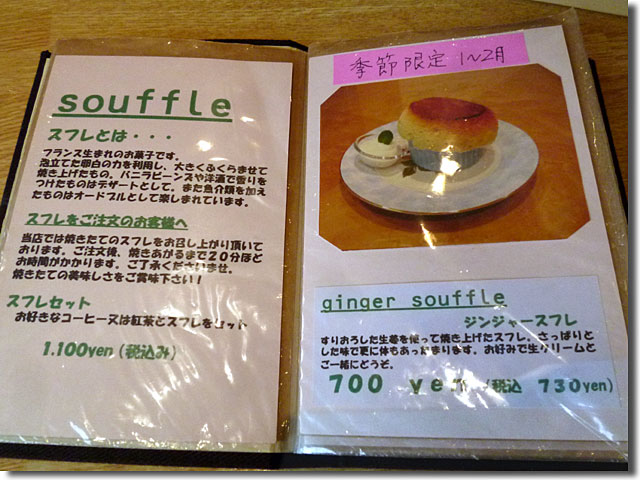 souffle
スフレとは・・・
フランス生まれのお菓子です。
泡立てた卵白の力を利用し、大きくふくらませて
焼き上げたもの。バニラビーンズや洋酒で香りを
つけたものはデザートとして、また魚介類を加え
たものはオードブルとして楽しまれています。
スフレをご注文のお客様へ
当店では焼きたてのスフレをお召し上がり頂いて
おります。ご注文後、焼きあがるまで20分ほど
お時間がかかります。ご了承くださいませ。
焼きたての美味しさをご賞味下さい!
スフレセット
お好きなコーヒー又は紅茶とスフレをセット
1.100yen(税込み)
季節限定 1~2月
ginger souffle
ジンジャースフレ
すりおろした生姜を使って焼き上げたスフレ。さっぱりと
した味で更に体もあったまります。お好みで生クリームと
ご一緒にどうぞ。
700 yen (税込 730yen)